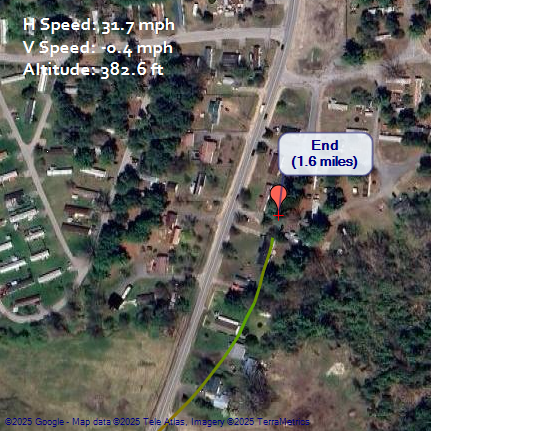 H Speed: 31.7 mph
V Speed: -0.4 mph
Altitude: 382.6 ft
End
(1.6 miles)
©2025 Google - Map data ©2025 Tele Atlas, Imagery ©2025 TerraMetrics